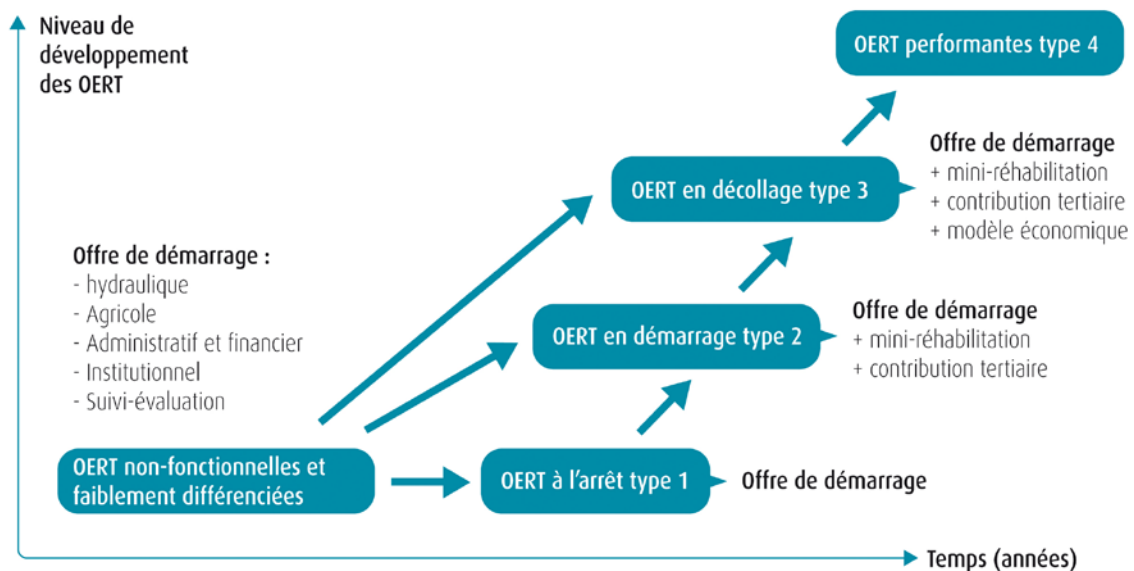 Niveau de
développement
des OERT
OERT performantes type 4
Offre de démarrage
+ mini-réhabilitation
+ contribution tertiaire
+ modèle économique
OERT en décollage type 3
Offre de démarrage :
- hydraulique
- Agricole
- Administratif et financier
- Institutionnel
- Suivi-évaluation
OERT en démarrage type 2
Offre de démarrage
+ mini-réhabilitation
+ contribution tertiaire
OERT non-fonctionnelles et
faiblement différenciées
OERT à l'arrêt type 1
Offre de démarrage
Temps (années)